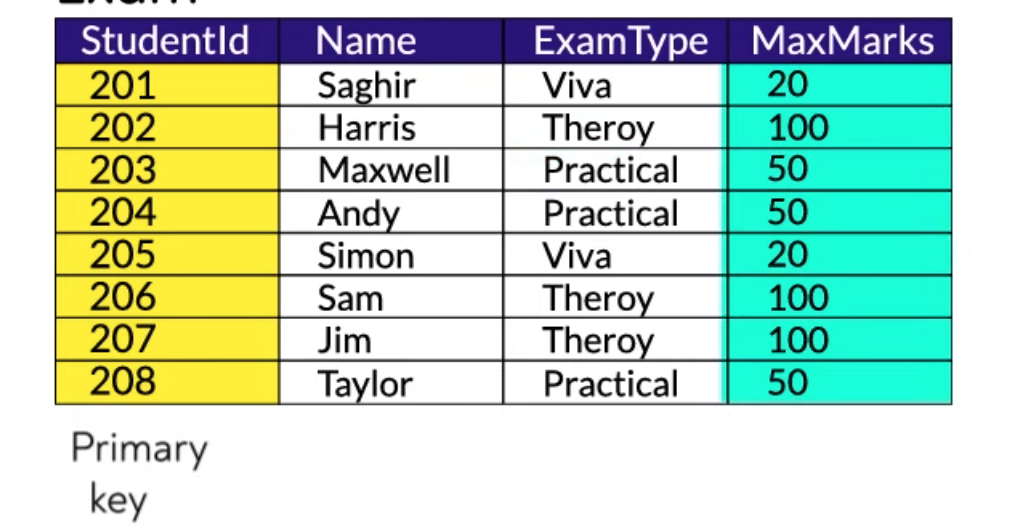 Exam
StudentId Name ExamType MaxMarks
201 Saghir Viva 20
202 Harris Theroy 100
203 Maxwell Practical 50
204 Andy Practical 50
205 Simon Viva 20
206 Sam Theroy 100
207 Jim Theroy 100
208 Taylor Practical 50
Primary
key